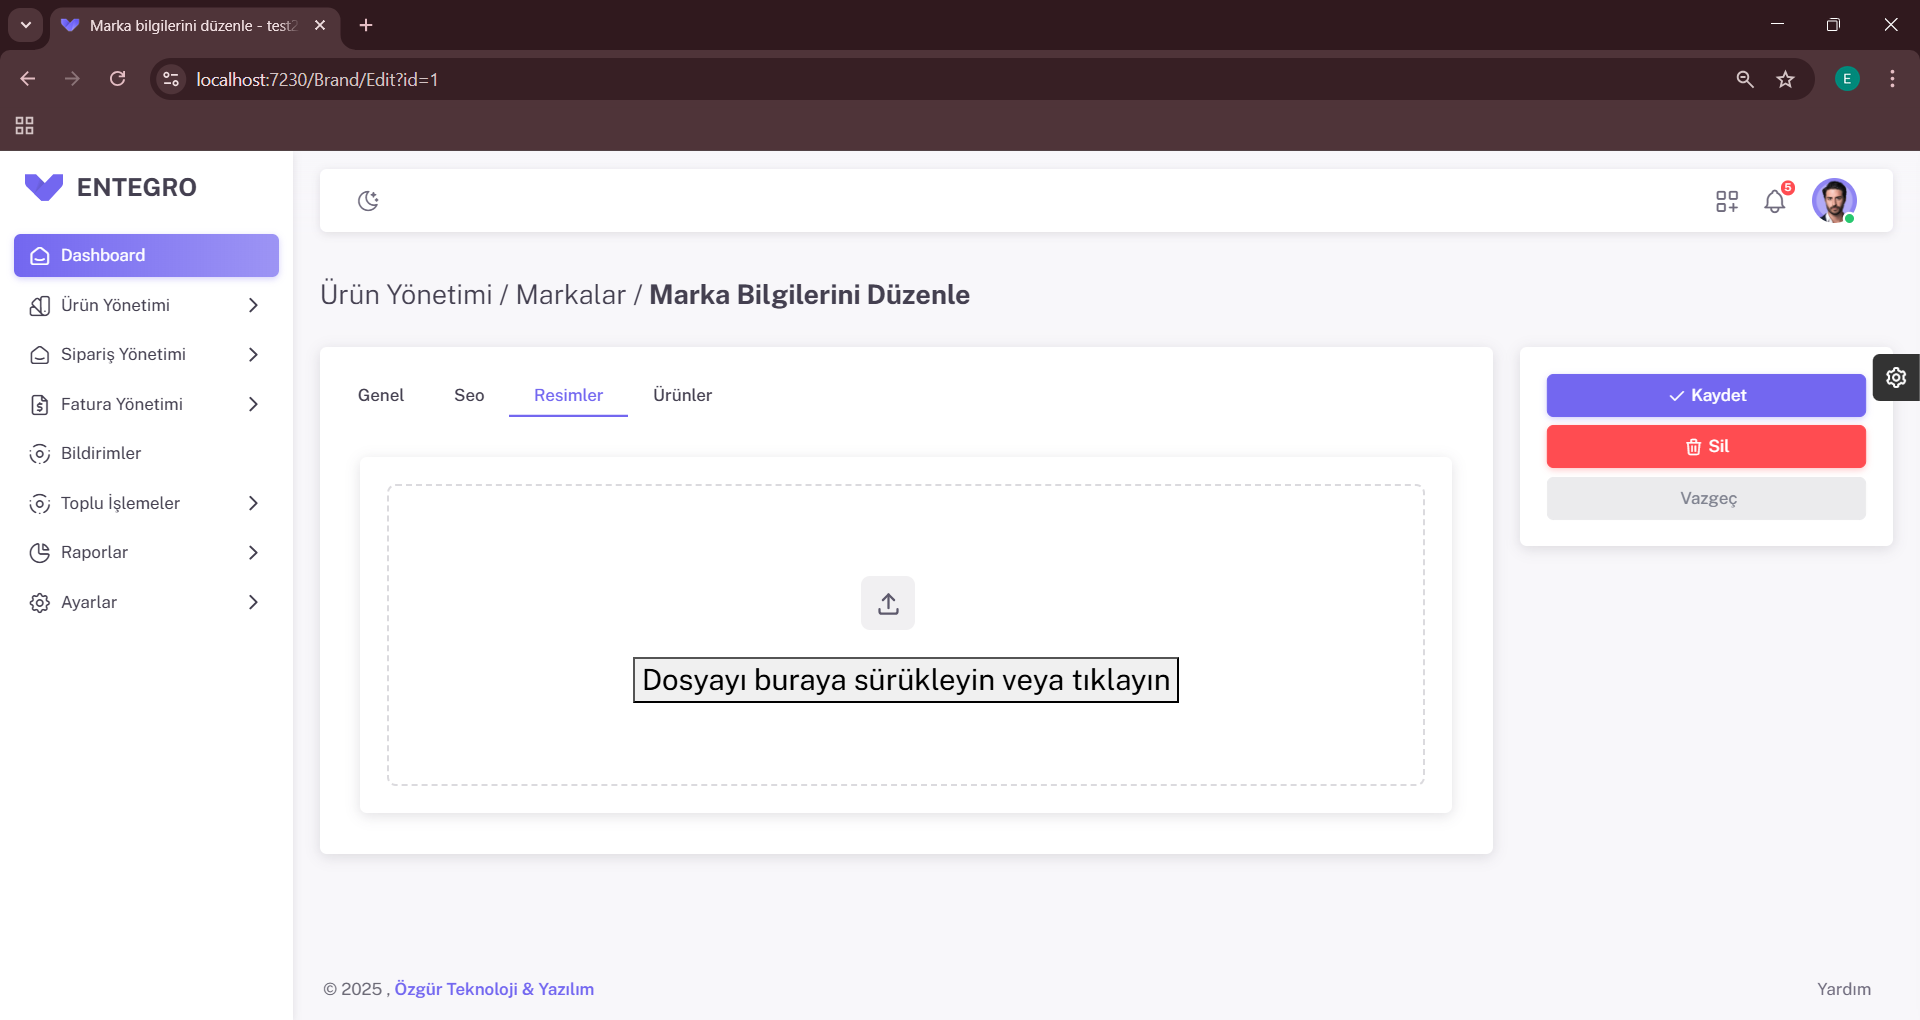 Marka bilgilerini düzenle - test2
localhost:7230/Brand/Edit?id=1
E
ENTEGRO
5
Dashboard
Ürün Yönetimi
Sipariş Yönetimi
Fatura Yönetimi
Bildirimler
Toplu İşlemeler
Raporlar
Ayarlar
Ürün Yönetimi / Markalar / Marka Bilgilerini Düzenle
Genel Seo Resimler Ürünler
Dosyayı buraya sürükleyin veya tıklayın
Kaydet
Sil
Vazgeç
© 2025 , Özgür Teknoloji & Yazılım
Yardım